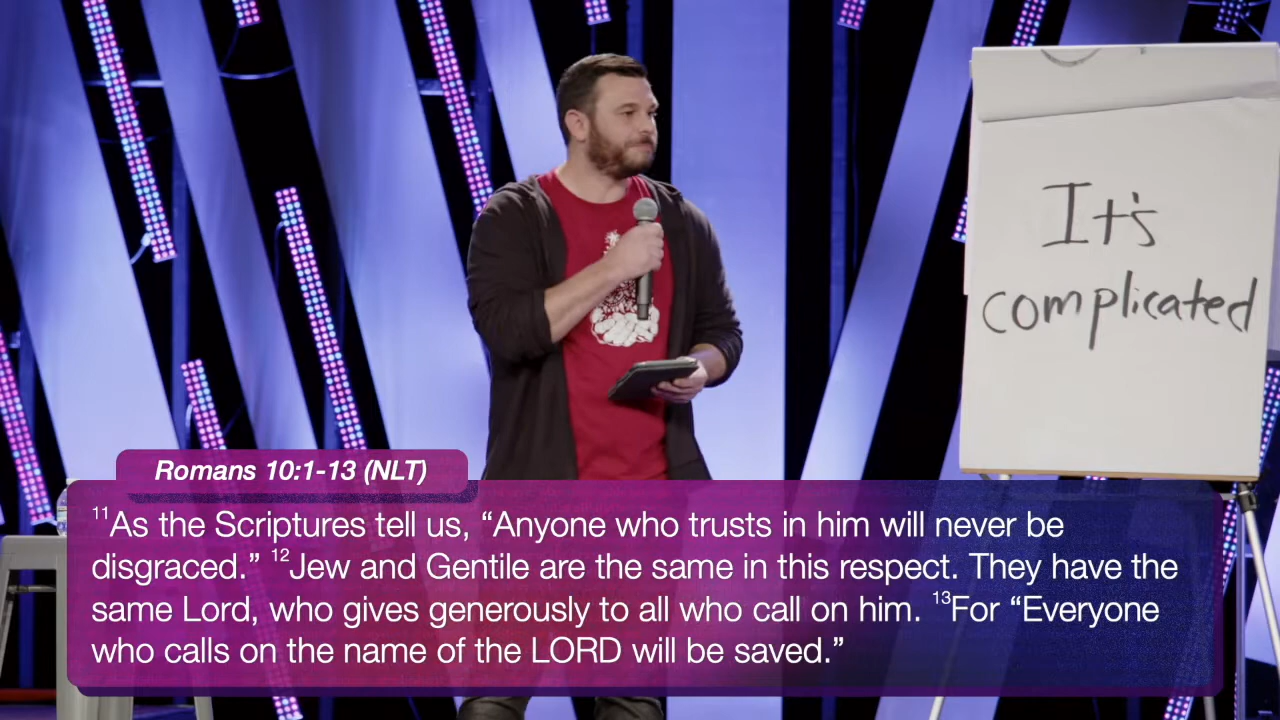 It's
complicated
Romans 10:1-13 (NLT)
¹¹As the Scriptures tell us, “Anyone who trusts in him will never be
disgraced.” ¹²Jew and Gentile are the same in this respect. They have the
same Lord, who gives generously to all who call on him. ¹³For “Everyone
who calls on the name of the LORD will be saved.”